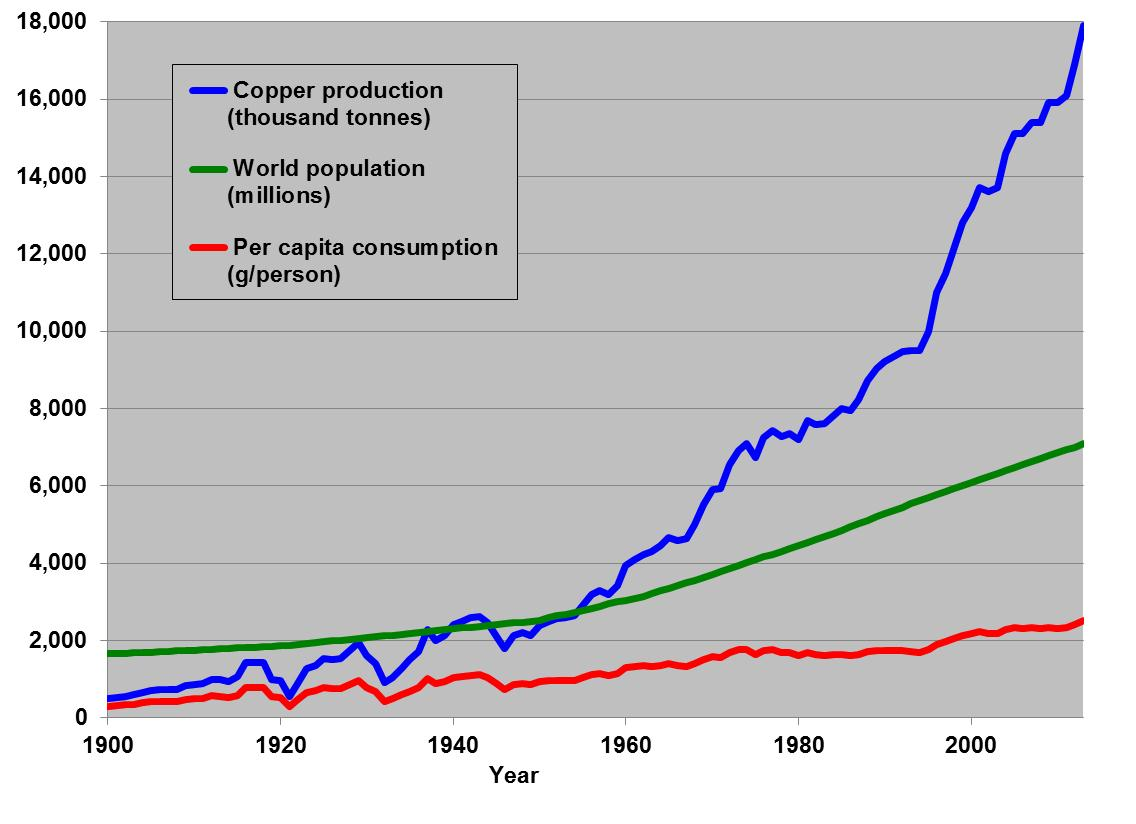 18,000
16,000
14,000
12,000
10,000
8,000
6,000
4,000
2,000
0
Copper production
(thousand tonnes)
World population
(millions)
Per capita consumption
(g/person)
1900 1920 1940 1960 1980 2000
Year